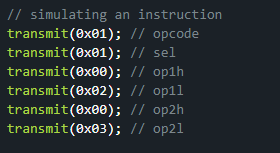 // simulating an instruction
transmit(0x01); // opcode
transmit(0x01); // sel
transmit(0x00); // op1h
transmit(0x02); // op1l
transmit(0x00); // op2h
transmit(0x03); // op2l